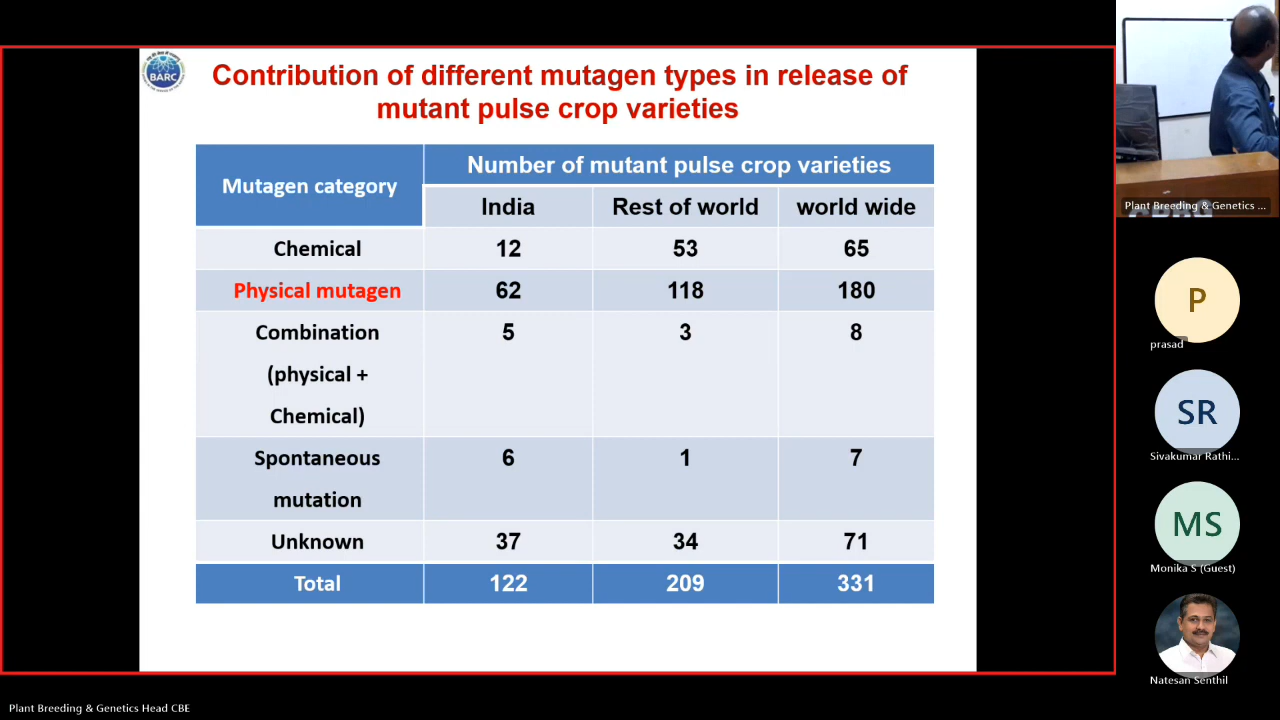 BARC
Contribution of different mutagen types in release of
mutant pulse crop varieties
Mutagen category
Number of mutant pulse crop varieties
India
Rest of world
world wide
Chemical
12
53
65
Physical mutagen
62
118
180
Combination
(physical +
Chemical)
5
3
8
Spontaneous
mutation
6
1
7
Unknown
37
34
71
Total
122
209
331
Plant Breeding & Genetics ...
P
prasad
SR
Sivakumar Rathi...
MS
Monika S (Guest)
Natesan Senthil
Plant Breeding & Genetics Head CBE